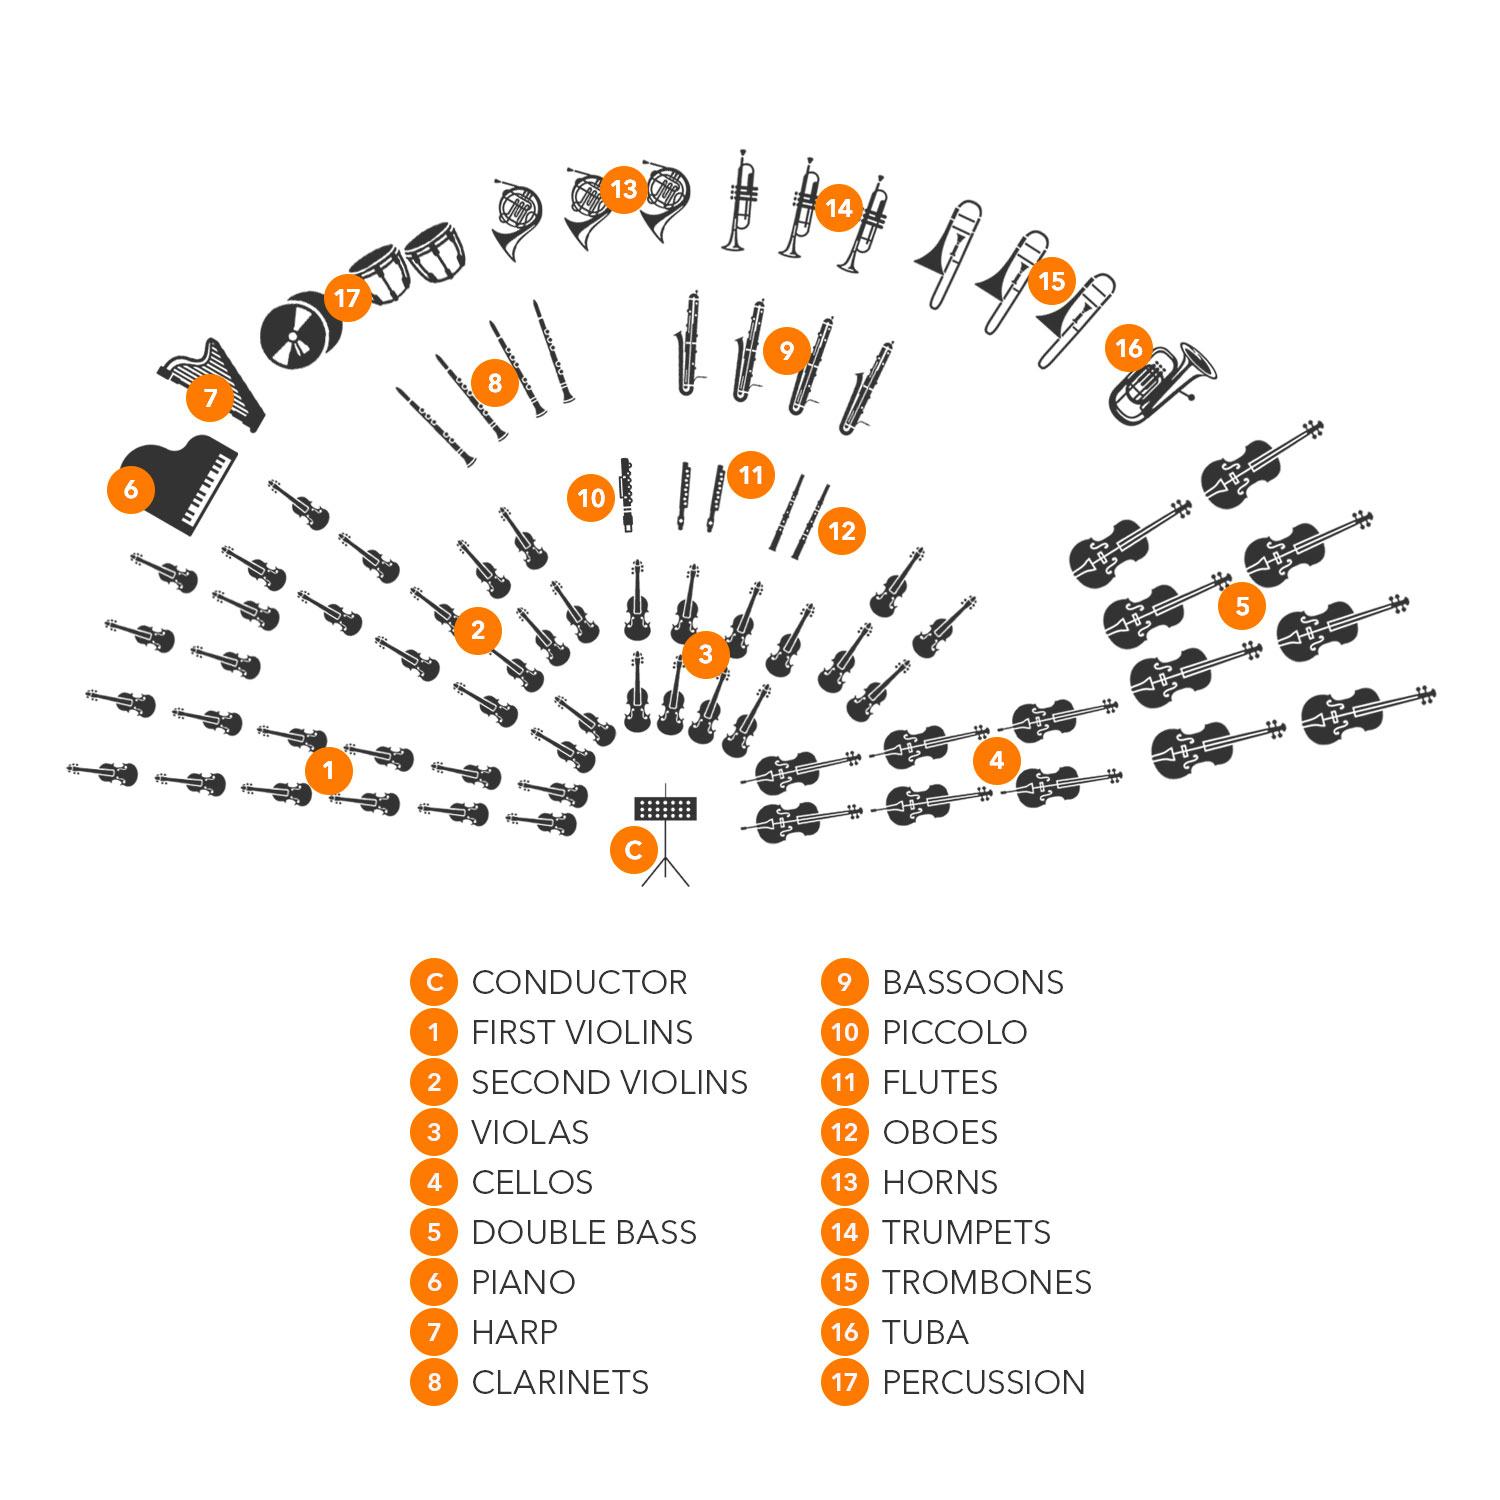 13
14
17
15
16
9
8
7
11
6
10
12
5
2
3
4
1
C
C CONDUCTOR
1 FIRST VIOLINS
2 SECOND VIOLINS
3 VIOLAS
4 CELLOS
5 DOUBLE BASS
6 PIANO
7 HARP
8 CLARINETS
9 BASSOONS
10 PICCOLO
11 FLUTES
12 OBOES
13 HORNS
14 TRUMPETS
15 TROMBONES
16 TUBA
17 PERCUSSION